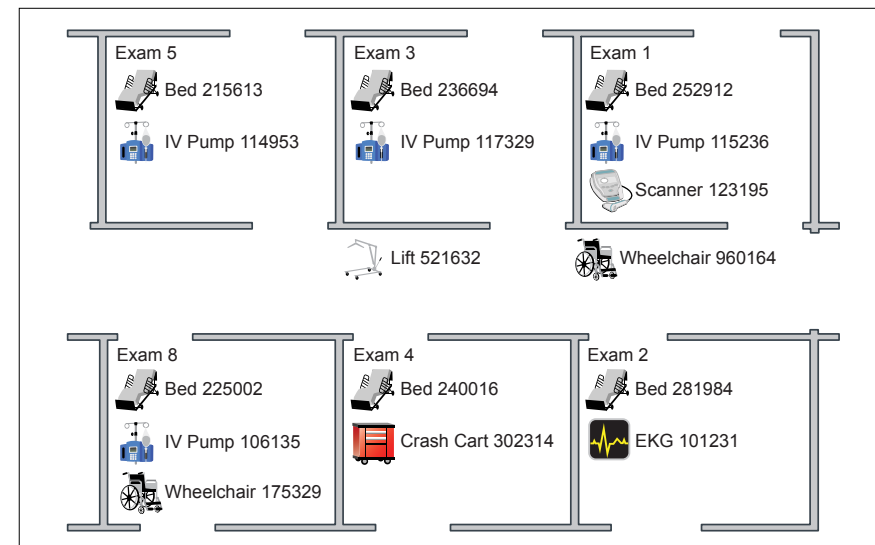 Exam 5
Bed 215613
IV Pump 114953
Exam 3
Bed 236694
IV Pump 117329
Exam 1
Bed 252912
IV Pump 115236
Scanner 123195
Lift 521632
Wheelchair 960164
Exam 8
Bed 225002
IV Pump 106135
Wheelchair 175329
Exam 4
Bed 240016
Crash Cart 302314
Exam 2
Bed 281984
EKG 101231